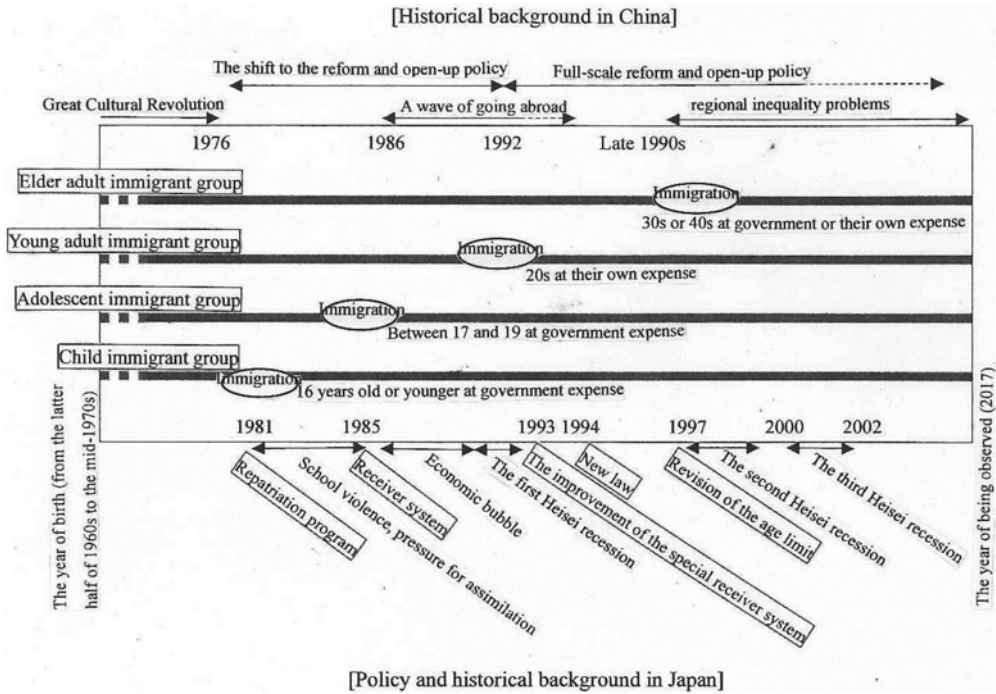 [Historical background in China]
The shift to the reform and open-up policy
Full-scale reform and open-up policy
Great Cultural Revolution
A wave of going abroad
regional inequality problems
1976
1986
1992
Late 1990s
Elder adult immigrant group
Immigration
30s or 40s at government or their own expense
Young adult immigrant group
Immigration
20s at their own expense
Adolescent immigrant group
Immigration
Between 17 and 19 at government expense
Child immigrant group
Immigration
16 years old or younger at government expense
The year of birth (from the latter
half of 1960s to the mid-1970s)
The year of being observed (2017)
1981
1985
1993
1994
1997
2000
2002
Repatriation program
School violence, pressure for assimilation
Receiver system
Economic bubble
The first Heisei recession
The improvement of the special receiver system
New law
Revision of the age limit
The second Heisei recession
The third Heisei recession
[Policy and historical background in Japan]